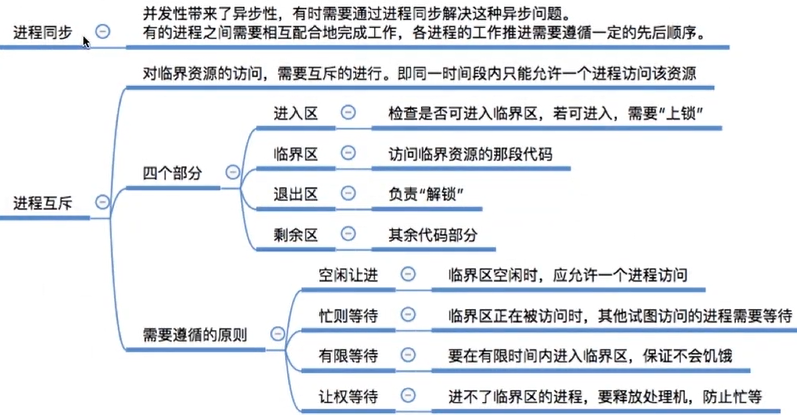 并发性带来了异步性，有时需要通过进程同步解决这种异步问题。
进程同步
有的进程之间需要相互配合地完成工作，各进程的工作推进需要遵循一定的先后顺序。
对临界资源的访问，需要互斥的进行。即同一时间段内只能允许一个进程访问该资源
进程互斥
四个部分
进入区
检查是否可进入临界区，若可进入，需要“上锁”
临界区
访问临界资源的那段代码
退出区
负责“解锁”
剩余区
其余代码部分
需要遵循的原则
空闲让进
临界区空闲时，应允许一个进程访问
忙则等待
临界区正在被访问时，其他试图访问的进程需要等待
有限等待
要在有限时间内进入临界区，保证不会饥饿
让权等待
进不了临界区的进程，要释放处理机，防止忙等